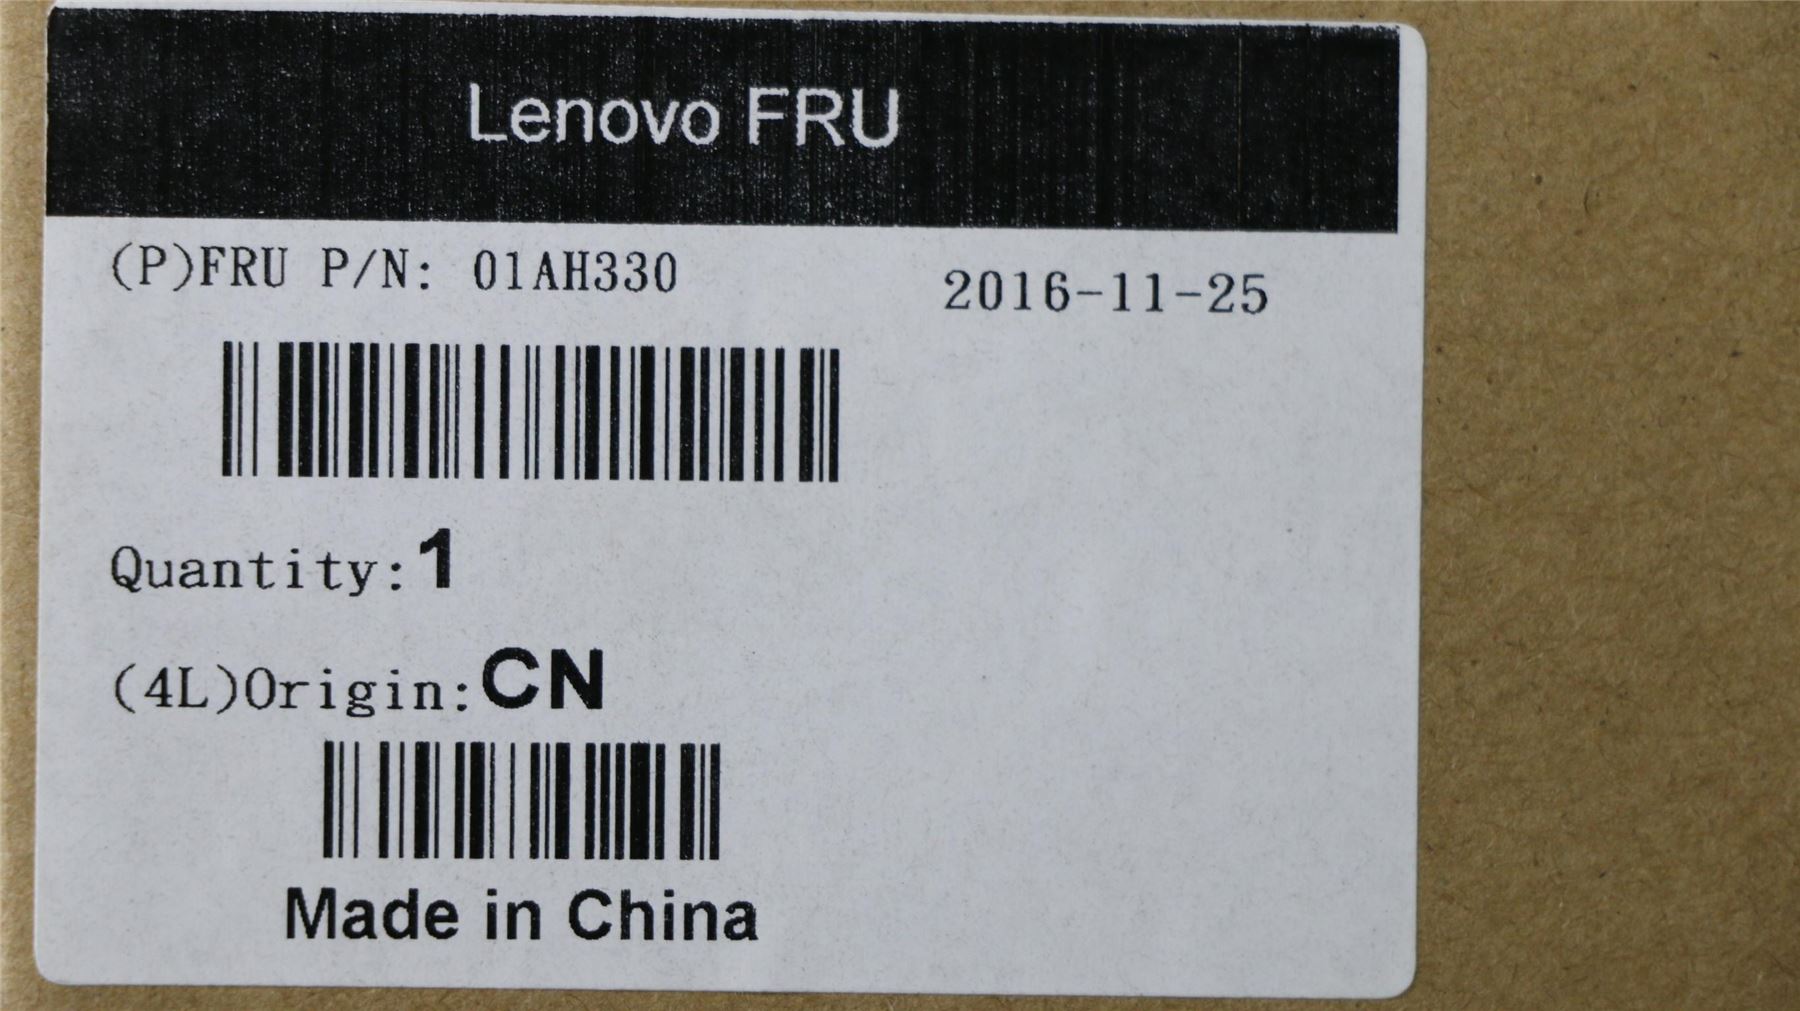 Lenovo FRU
(P)FRU P/N: 01AH330
2016-11-25
Quantity:1
(4L)Origin:CN
Made in China